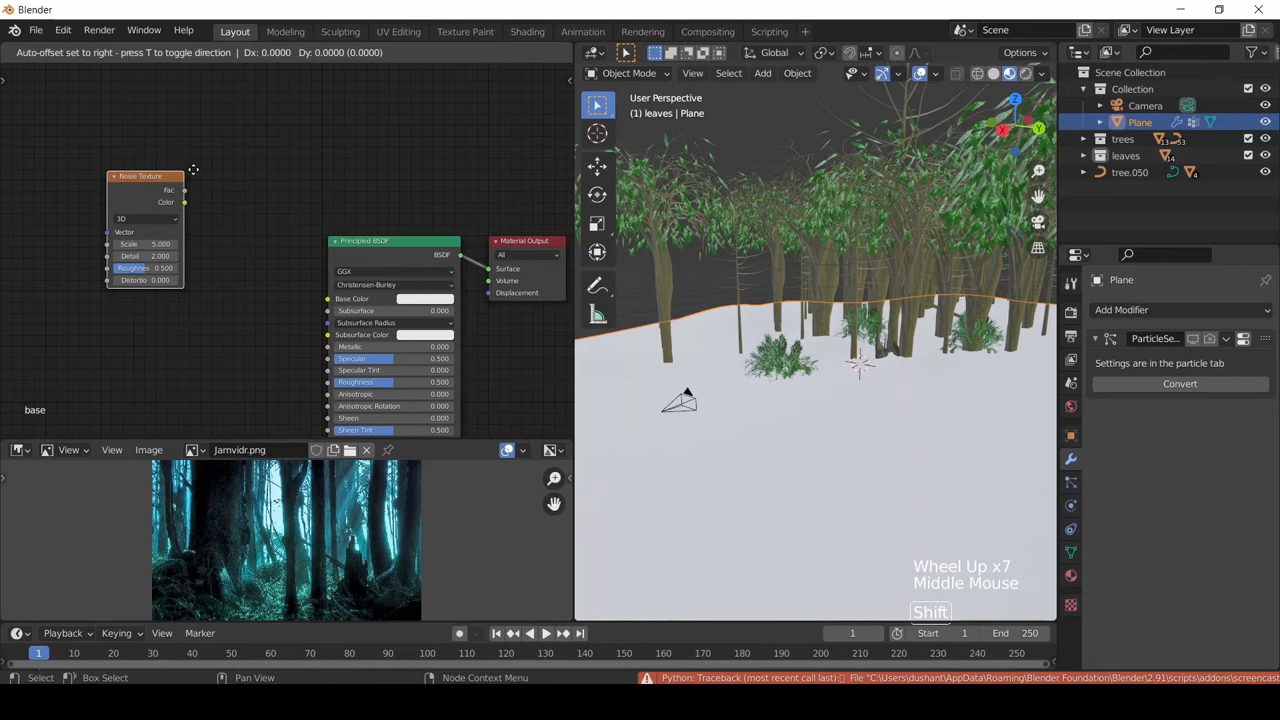 Blender
File Edit Render Window Help
Layout Modeling Sculpting UV Editing Texture Paint Shading Animation Rendering Compositing Scripting +
Scene
View Layer
Auto-offset set to right - press T to toggle direction | Dx: 0.0000 Dy: 0.0000 (0.0000)
Global
Options
Object Mode View Select Add Object
User Perspective
(1) leaves | Plane
Z
X
Y
Scene Collection
Collection
Camera
Plane
trees 13 53
leaves 14
tree.050 4
Noise Texture
Fac
Color
3D
Vector
Scale 5.000
Detail 2.000
Roughnes 0.500
Distortio 0.000
Principled BSDF
BSDF
GGX
Christensen-Burley
Base Color
Subsurface 0.000
Subsurface Radius
Subsurface Color
Metallic 0.000
Specular 0.500
Specular Tint 0.000
Roughness 0.500
Anisotropic 0.000
Anisotropic Rotation 0.000
Sheen 0.000
Sheen Tint 0.500
Material Output
All
Surface
Volume
Displacement
base
Plane
Add Modifier
ParticleSe...
Settings are in the particle tab
Convert
View View Image Jamvidr.png
Wheel Up x7
Middle Mouse
Shift
Playback Keying View Marker
1 Start 1 End 250
1 10 20 30 40 50 60 70 80 90 100 110 120 130 140 150 160 170 180 190 200 210 220 230 240 250
Select Box Select Pan View Node Context Menu
Python: Traceback (most recent call last): File "C:\Users\dushant\AppData\Roaming\Blender Foundation\Blender\2.91\scripts\addons\screencast